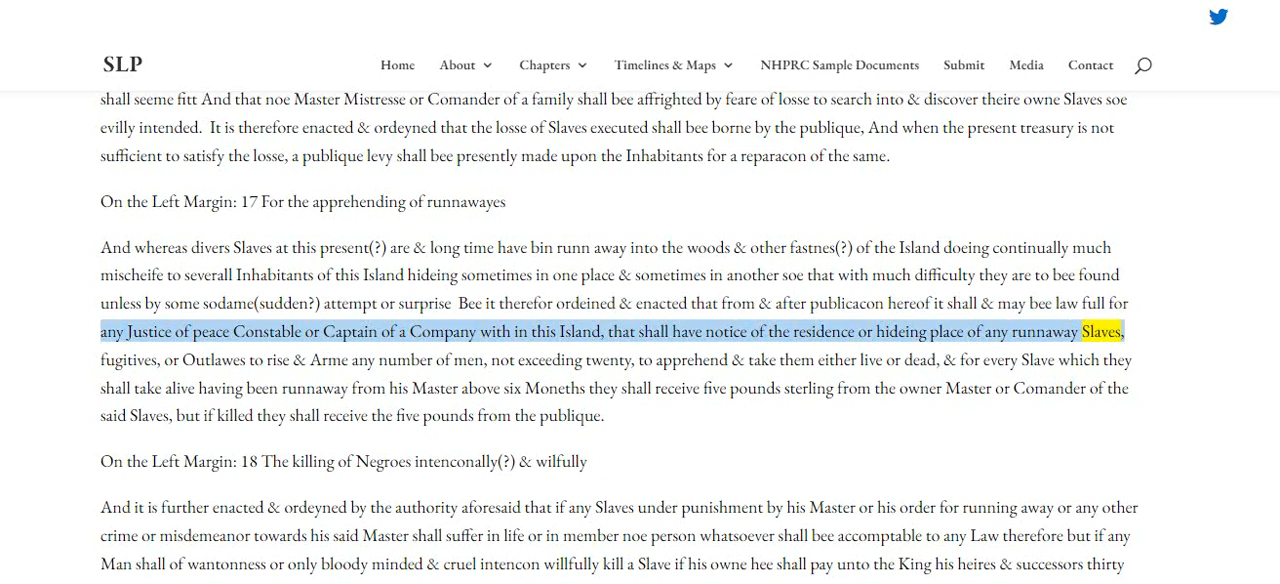 SLP
Home About Chapters Timelines & Maps NHPRC Sample Documents Submit Media Contact
shall seeme fitt And that noe Master Mistresse or Comander of a family shall bee affrighted by feare of losse to search into & discover theire owne Slaves soe
evilly intended.  It is therefore enacted & ordeyned that the losse of Slaves executed shall bee borne by the publique, And when the present treasury is not
sufficient to satisfy the losse, a publique levy shall bee presently made upon the Inhabitants for a reparacon of the same.
On the Left Margin: 17 For the apprehending of runnawayes
And whereas divers Slaves at this present(?) are & long time have bin runn away into the woods & other fastnes(?) of the Island doeing continually much
mischeife to severall Inhabitants of this Island hideing sometimes in one place & sometimes in another soe that with much difficulty they are to bee found
unless by some sodame(sudden?) attempt or surprise  Bee it therefor ordeined & enacted that from & after publicacon hereof it shall & may bee law full for
any Justice of peace Constable or Captain of a Company with in this Island, that shall have notice of the residence or hideing place of any runnaway Slaves,
fugitives, or Outlawes to rise & Arme any number of men, not exceeding twenty, to apprehend & take them either live or dead, & for every Slave which they
shall take alive having been runnaway from his Master above six Moneths they shall receive five pounds sterling from the owner Master or Comander of the
said Slaves, but if killed they shall receive the five pounds from the publique.
On the Left Margin: 18 The killing of Negroes intenconally(?) & wilfully
And it is further enacted & ordeyned by the authority aforesaid that if any Slaves under punishment by his Master or his order for running away or any other
crime or misdemeanor towards his said Master shall suffer in life or in member noe person whatsoever shall bee accomptable to any Law therefore but if any
Man shall of wantonness or only bloody minded & cruel intencon willfully kill a Slave if his owne hee shall pay unto the King his heires & successors thirty